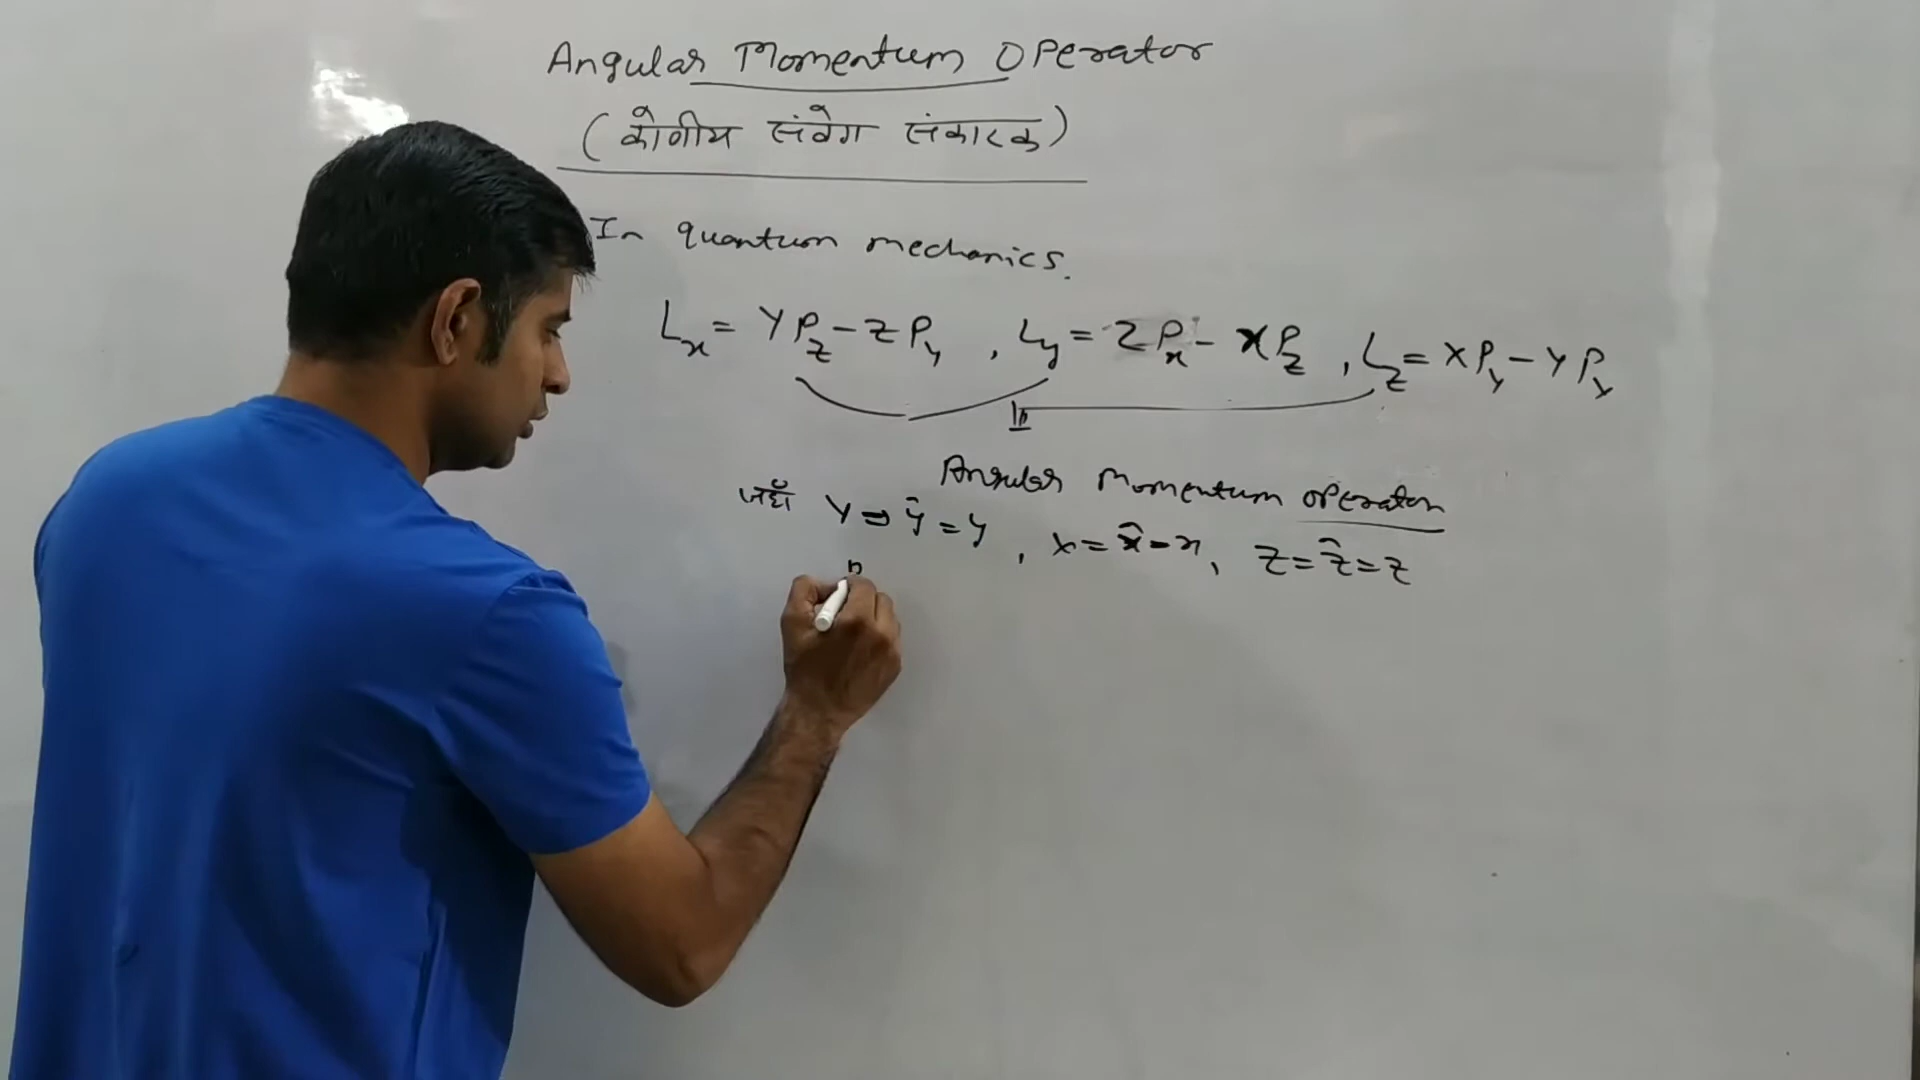 Angular Momentum Operator
(कोणीय संवेग संकारक)
In quantum mechanics.
Lx = YPz - ZPy , Ly = ZPx - XPz , Lz = XPy - YPy
Angular Momentum operator
जहाँ Y ⇒ ŷ = y , x = x̂ = x , Z = ẑ = z
p